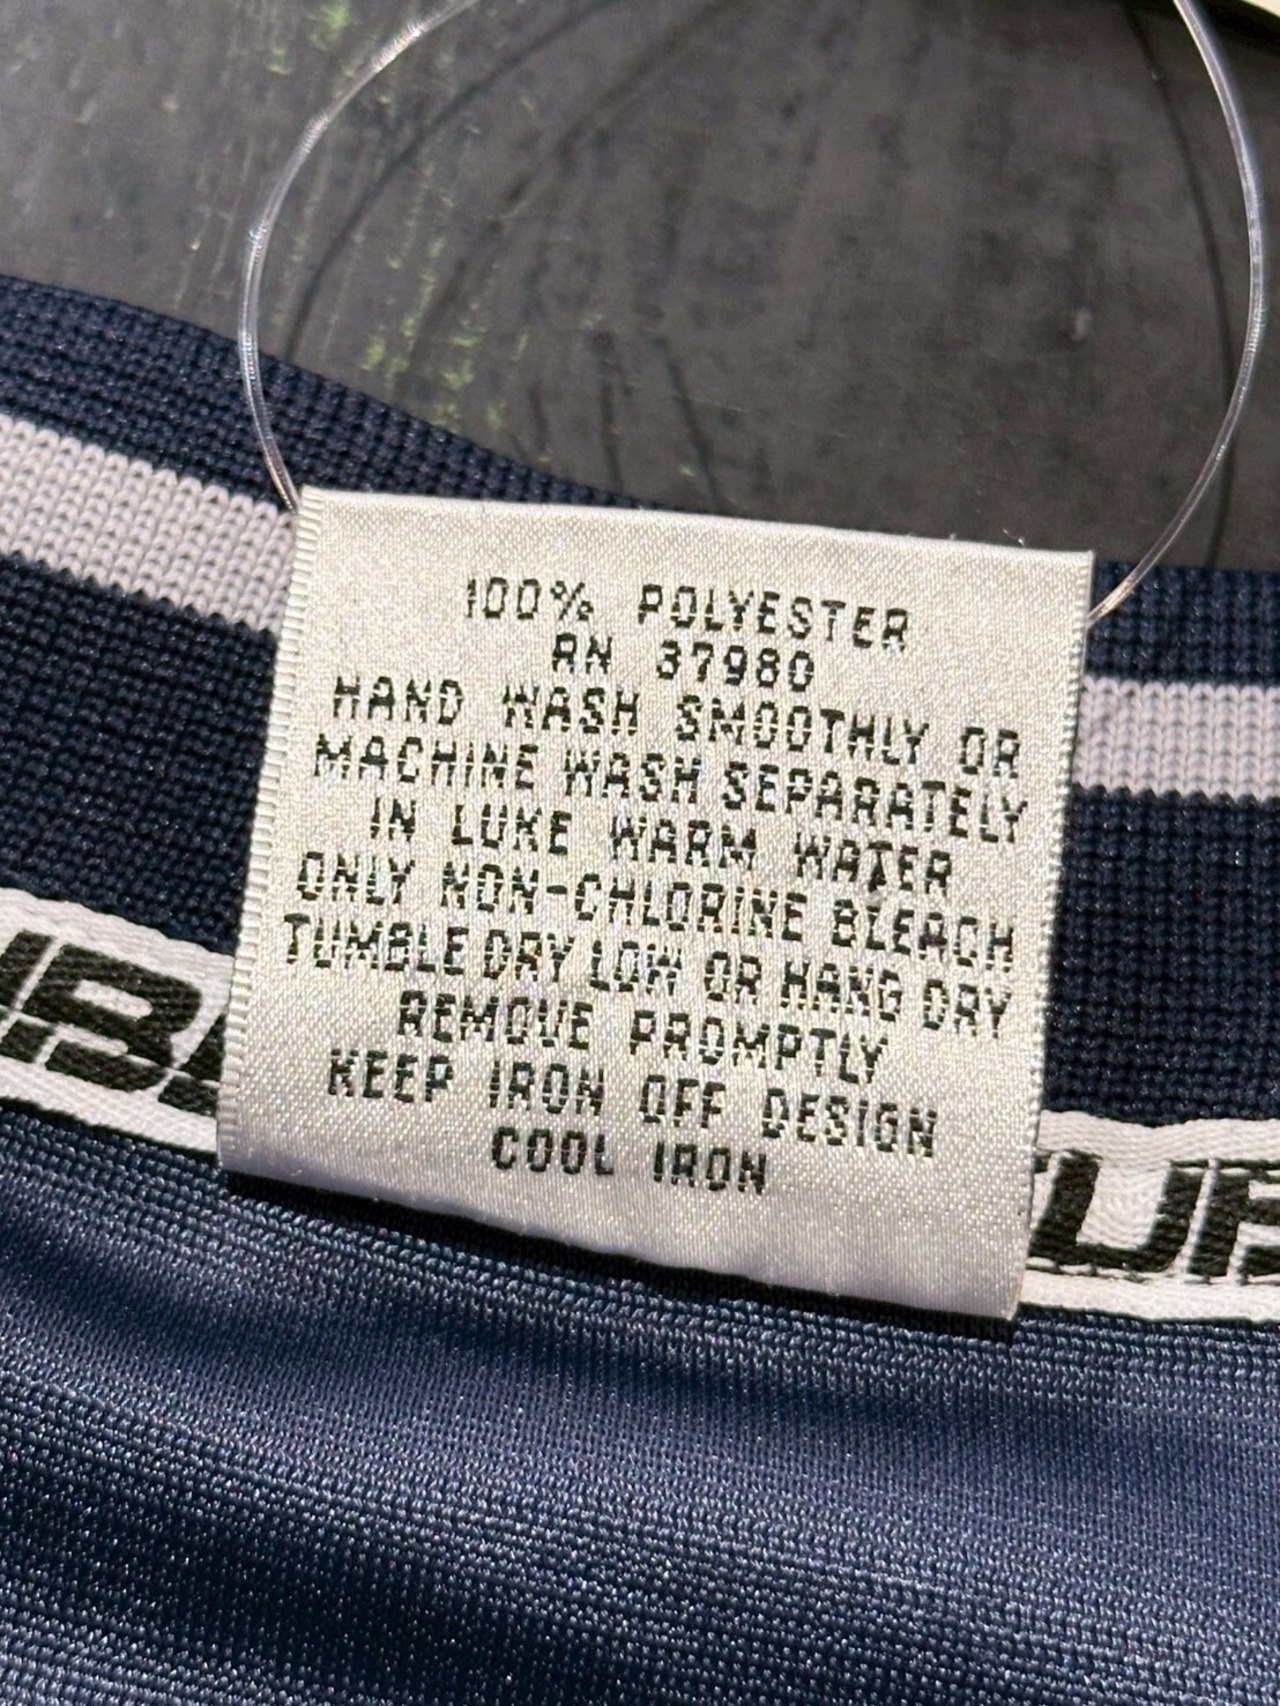 100% POLYESTER
RN 37980
HAND WASH SMOOTHLY OR
MACHINE WASH SEPARATELY
IN LUKE WARM WATER
ONLY NON-CHLORINE BLEACH
TUMBLE DRY LOW OR HANG DRY
REMOVE PROMPTLY
KEEP IRON OFF DESIGN
COOL IRON